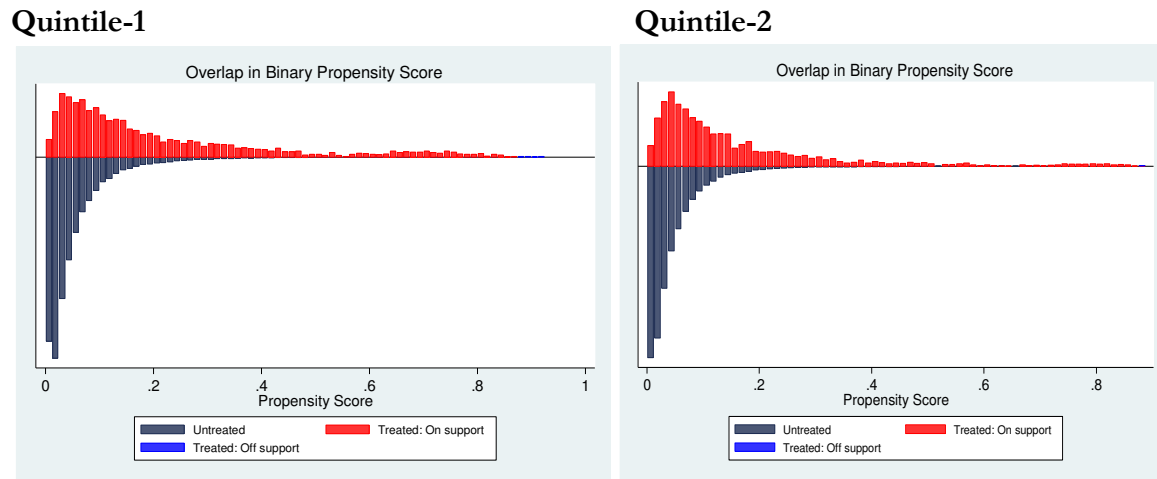 Quintile-1
Overlap in Binary Propensity Score
0 .2 .4 .6 .8 1
Propensity Score
Untreated Treated: On support
Treated: Off support
Quintile-2
Overlap in Binary Propensity Score
0 .2 .4 .6 .8
Propensity Score
Untreated Treated: On support
Treated: Off support